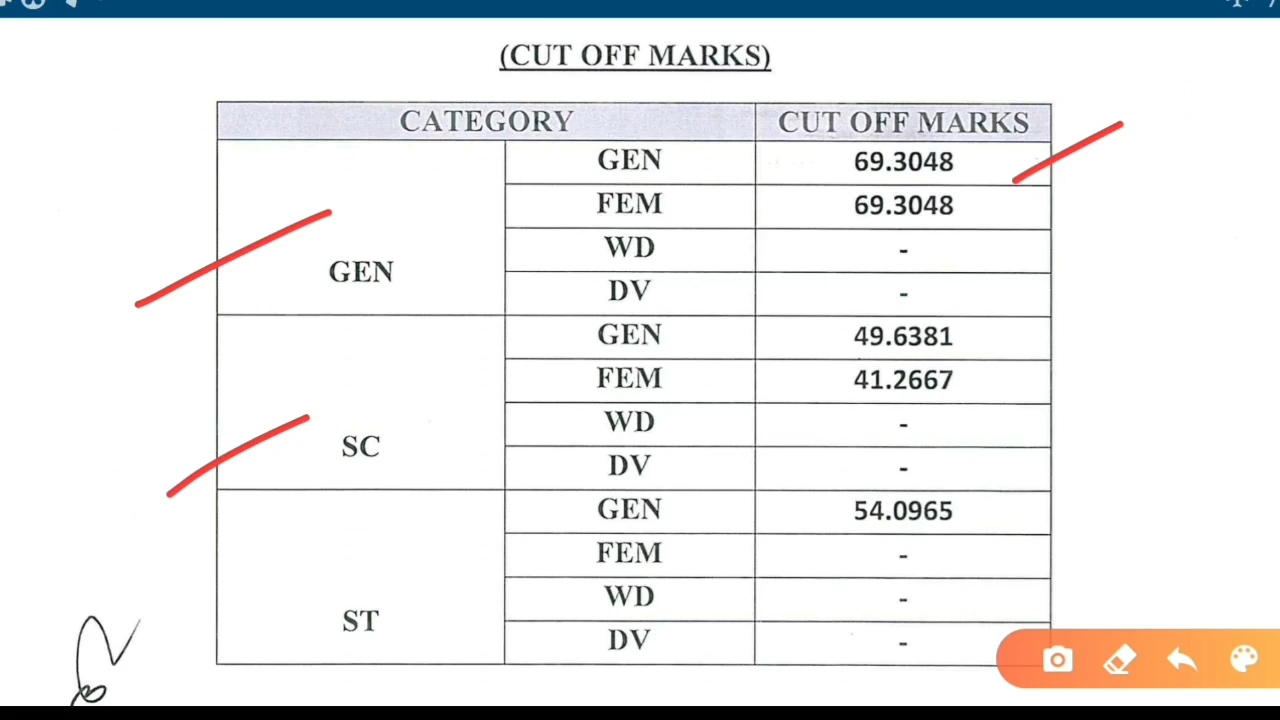 (CUT OFF MARKS)
CATEGORY CUT OFF MARKS
GEN GEN 69.3048
FEM 69.3048
WD -
DV -
SC GEN 49.6381
FEM 41.2667
WD -
DV -
ST GEN 54.0965
FEM -
WD -
DV -